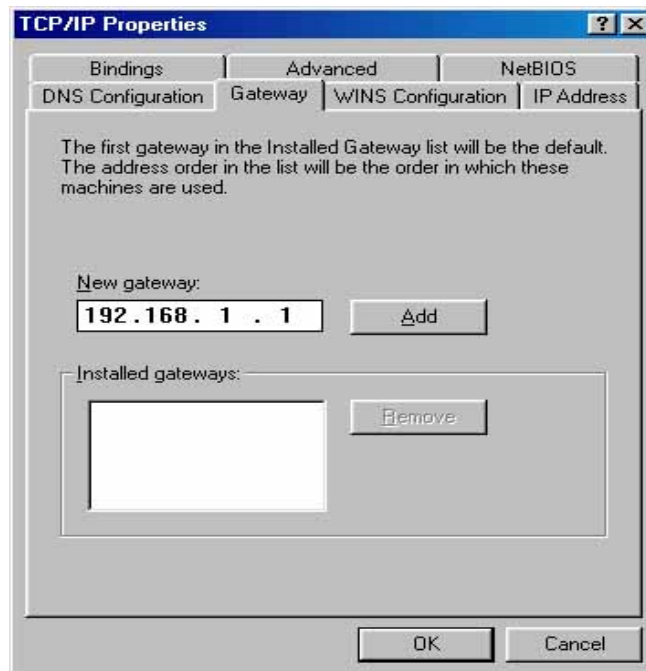 TCP/IP Properties
? ×
Bindings Advanced NetBIOS
DNS Configuration Gateway WINS Configuration IP Address
The first gateway in the Installed Gateway list will be the default.
The address order in the list will be the order in which these
machines are used.
New gateway:
192.168. 1 . 1 Add
Installed gateways:
Remove
OK Cancel